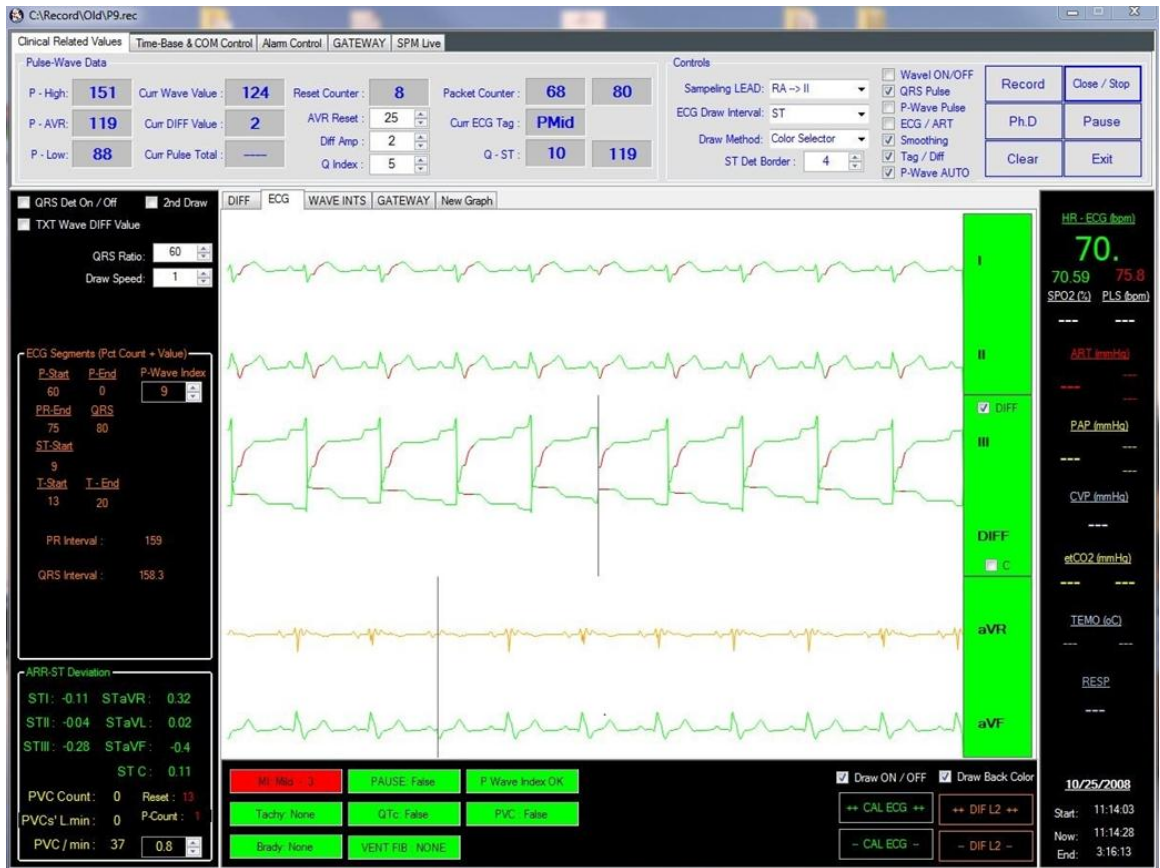 C:\Record\Old\P9.rec
Clinical Related Values Time-Base & COM Control Alarm Control GATEWAY SPM Live
Pulse-Wave Data
P - High: 151 Curr Wave Value : 124 Reset Counter : 8 Packet Counter : 68 80
P - AVR: 119 Curr DIFF Value : 2 AVR Reset : 25 Curr ECG Tag : PMid
Diff Amp : 2
P - Low: 88 Curr Pulse Total : ---- Q Index : 5 Q - ST : 10 119
Controls
Sampeling LEAD: RA --> II
ECG Draw Interval: ST
Draw Method: Color Selector
ST Det Border : 4
Wavel ON/OFF
QRS Pulse
P-Wave Pulse
ECG / ART
Smoothing
Tag / Diff
P-Wave AUTO
Record Close / Stop
Ph.D Pause
Clear Exit
QRS Det On / Off 2nd Draw
TXT Wave DIFF Value
QRS Ratio: 60
Draw Speed: 1
ECG Segments (Pct Count + Value)
P-Start P-End P-Wave Index
60 0 9
PR-End QRS
75 80
ST-Start
9
T-Start T - End
13 20
PR Interval : 159
QRS Interval : 158.3
ARR-ST Deviation
STI: -0.11 STaVR: 0.32
STII: -004 STaVL: 0.02
STIII: -0.28 STaVF: -0.4
ST C: 0.11
PVC Count: 0 Reset : 13
PVCs' L.min: 0 P-Count : 1
PVC / min: 37 0.8
DIFF ECG WAVE INTS GATEWAY New Graph
I
II
DIFF
III
DIFF
C
aVR
aVF
MI: Mild - 3 PAUSE: False P Wave Index OK
Tachy: None QTc: False PVC : False
Brady: None VENT FIB : NONE
Draw ON / OFF Draw Back Color
++ CAL ECG ++ ++ DIF L2 ++
-- CAL ECG -- -- DIF L2 --
HR - ECG (bpm)
70.
70.59 75.8
SPO2 (%) PLS (bpm)
--- ---
ART (mmHg)
--- ---
---
PAP (mmHg)
--- ---
---
CVP (mmHg)
---
etCO2 (mmHg)
--- ---
TEMO (oC)
--- ---
RESP
---
10/25/2008
Start: 11:14:03
Now: 11:14:28
End: 3:16:13